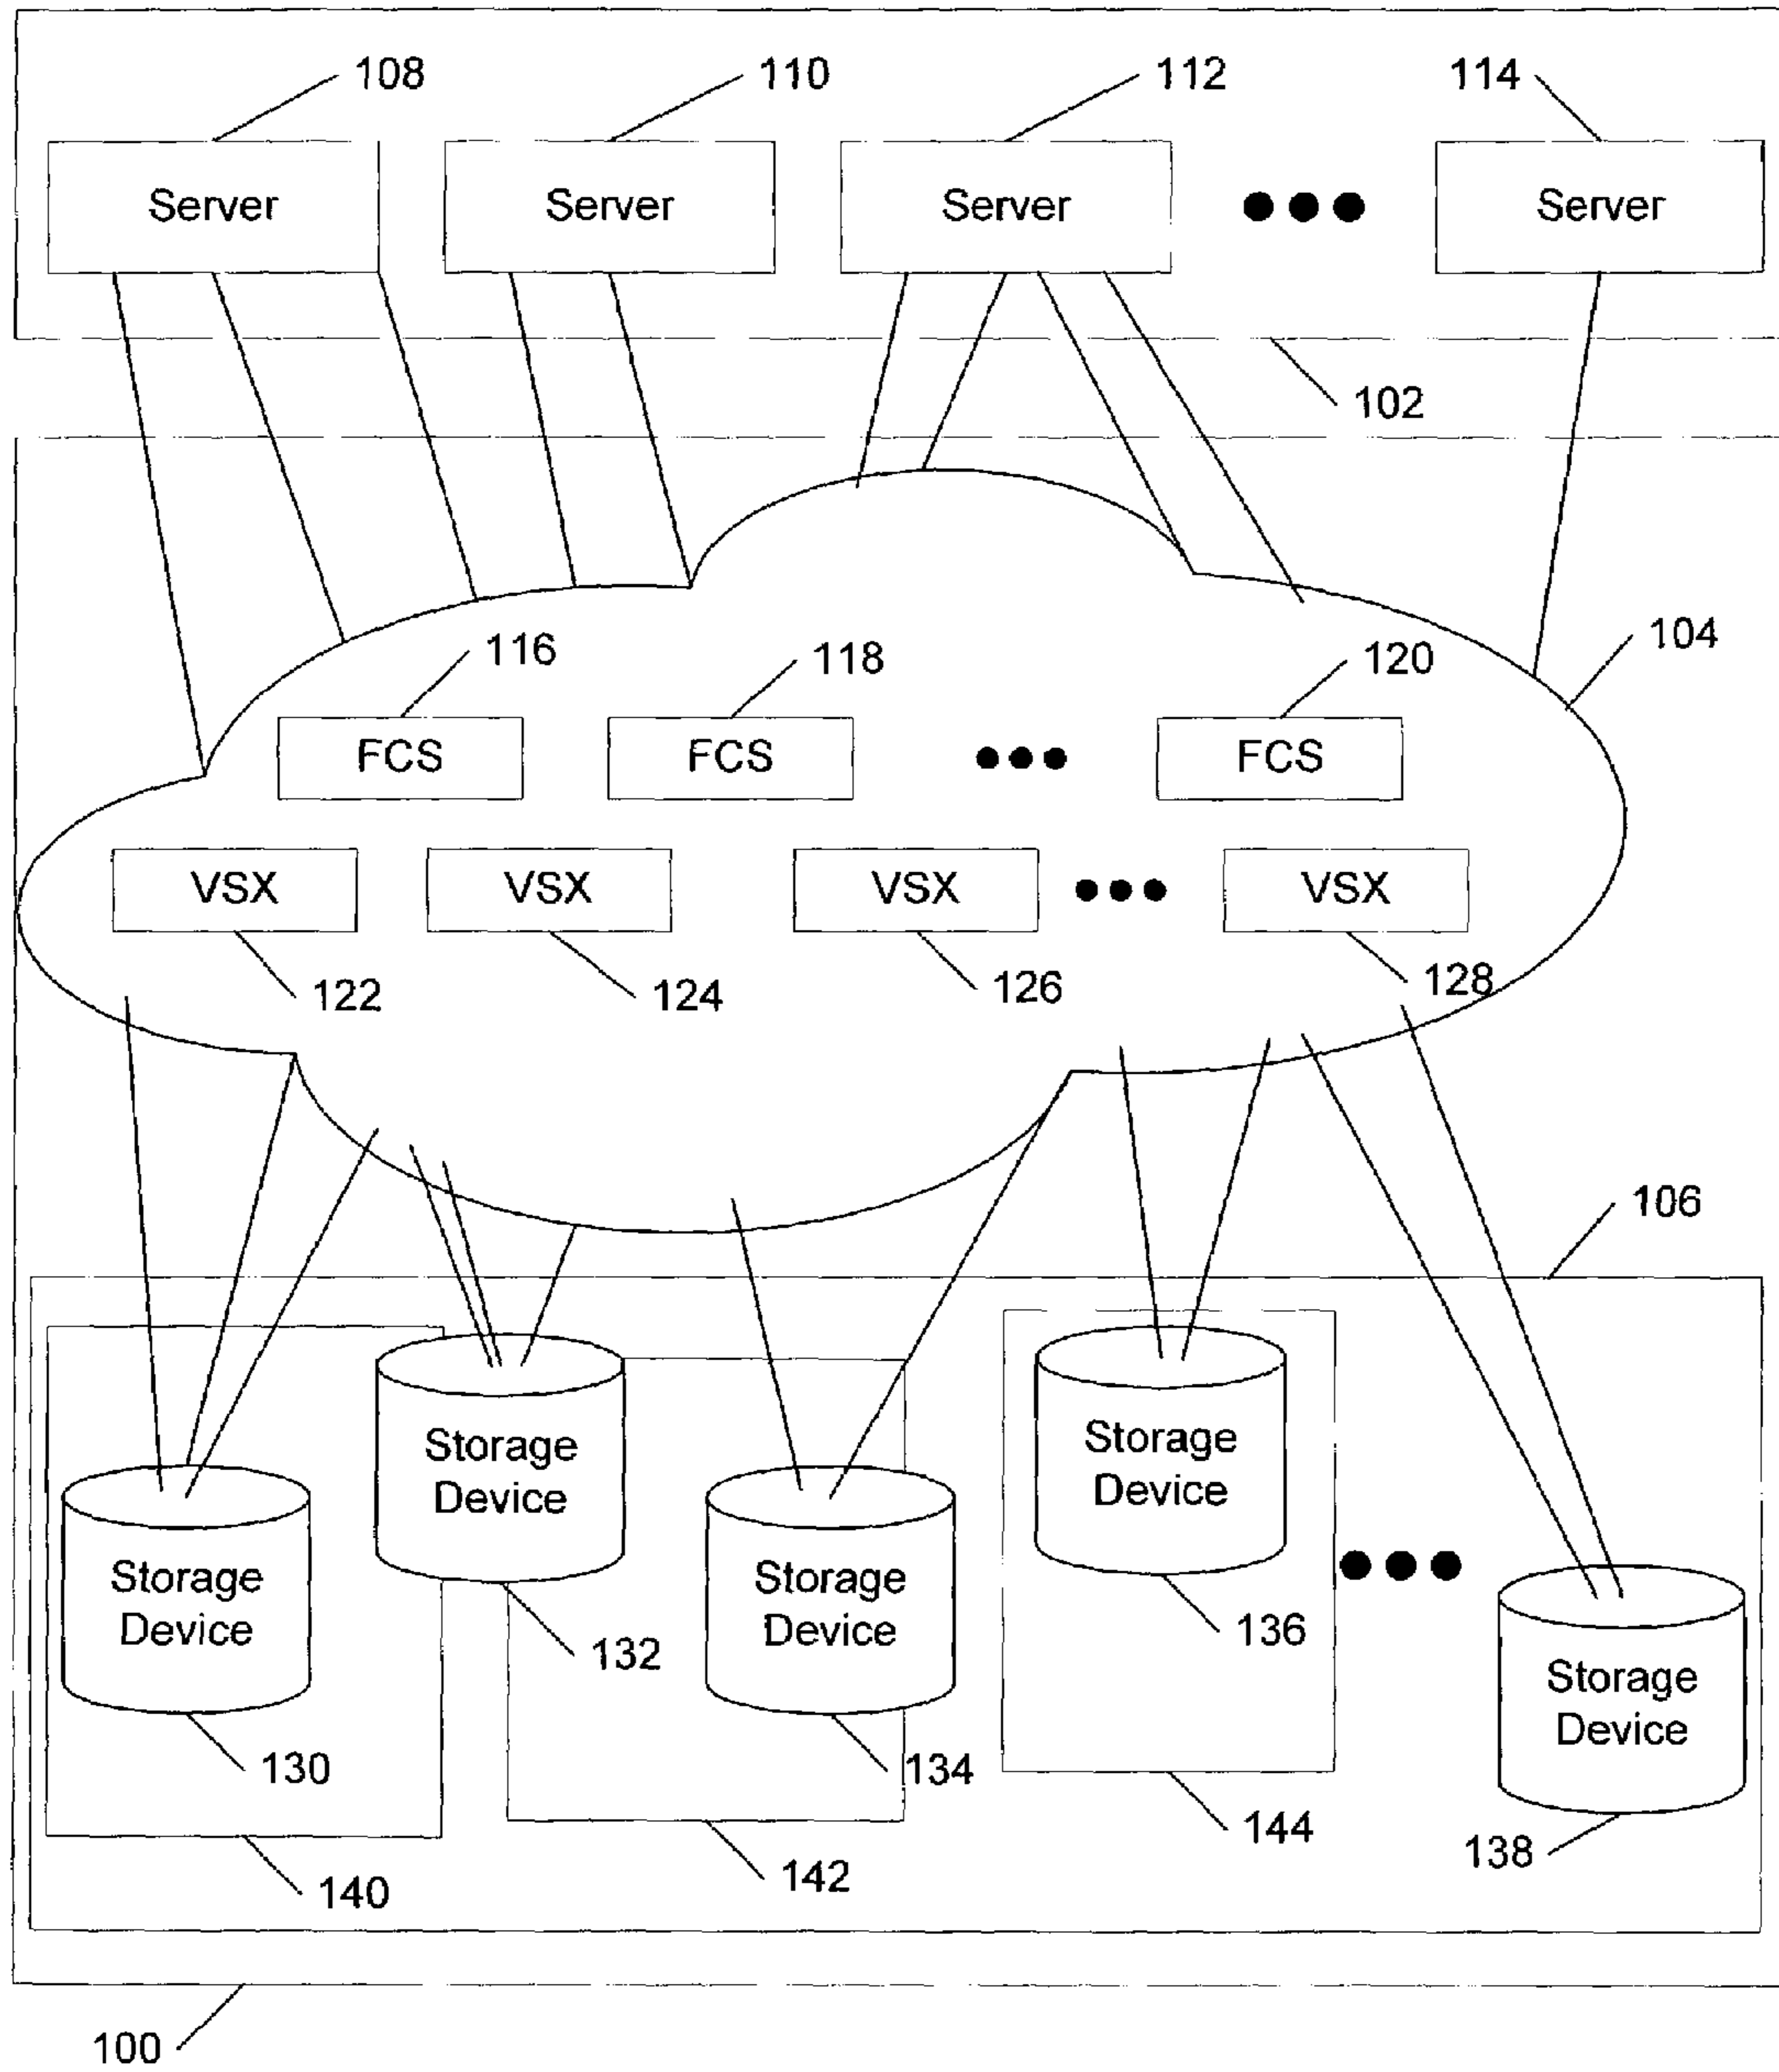 108
110
112
114
Server
Server
Server
Server
102
104
116
118
120
FCS
FCS
FCS
VSX
VSX
VSX
VSX
122
124
126
128
106
Storage
Device
Storage
Device
Storage
Device
Storage
Device
Storage
Device
132
136
130
134
144
138
140
142
100